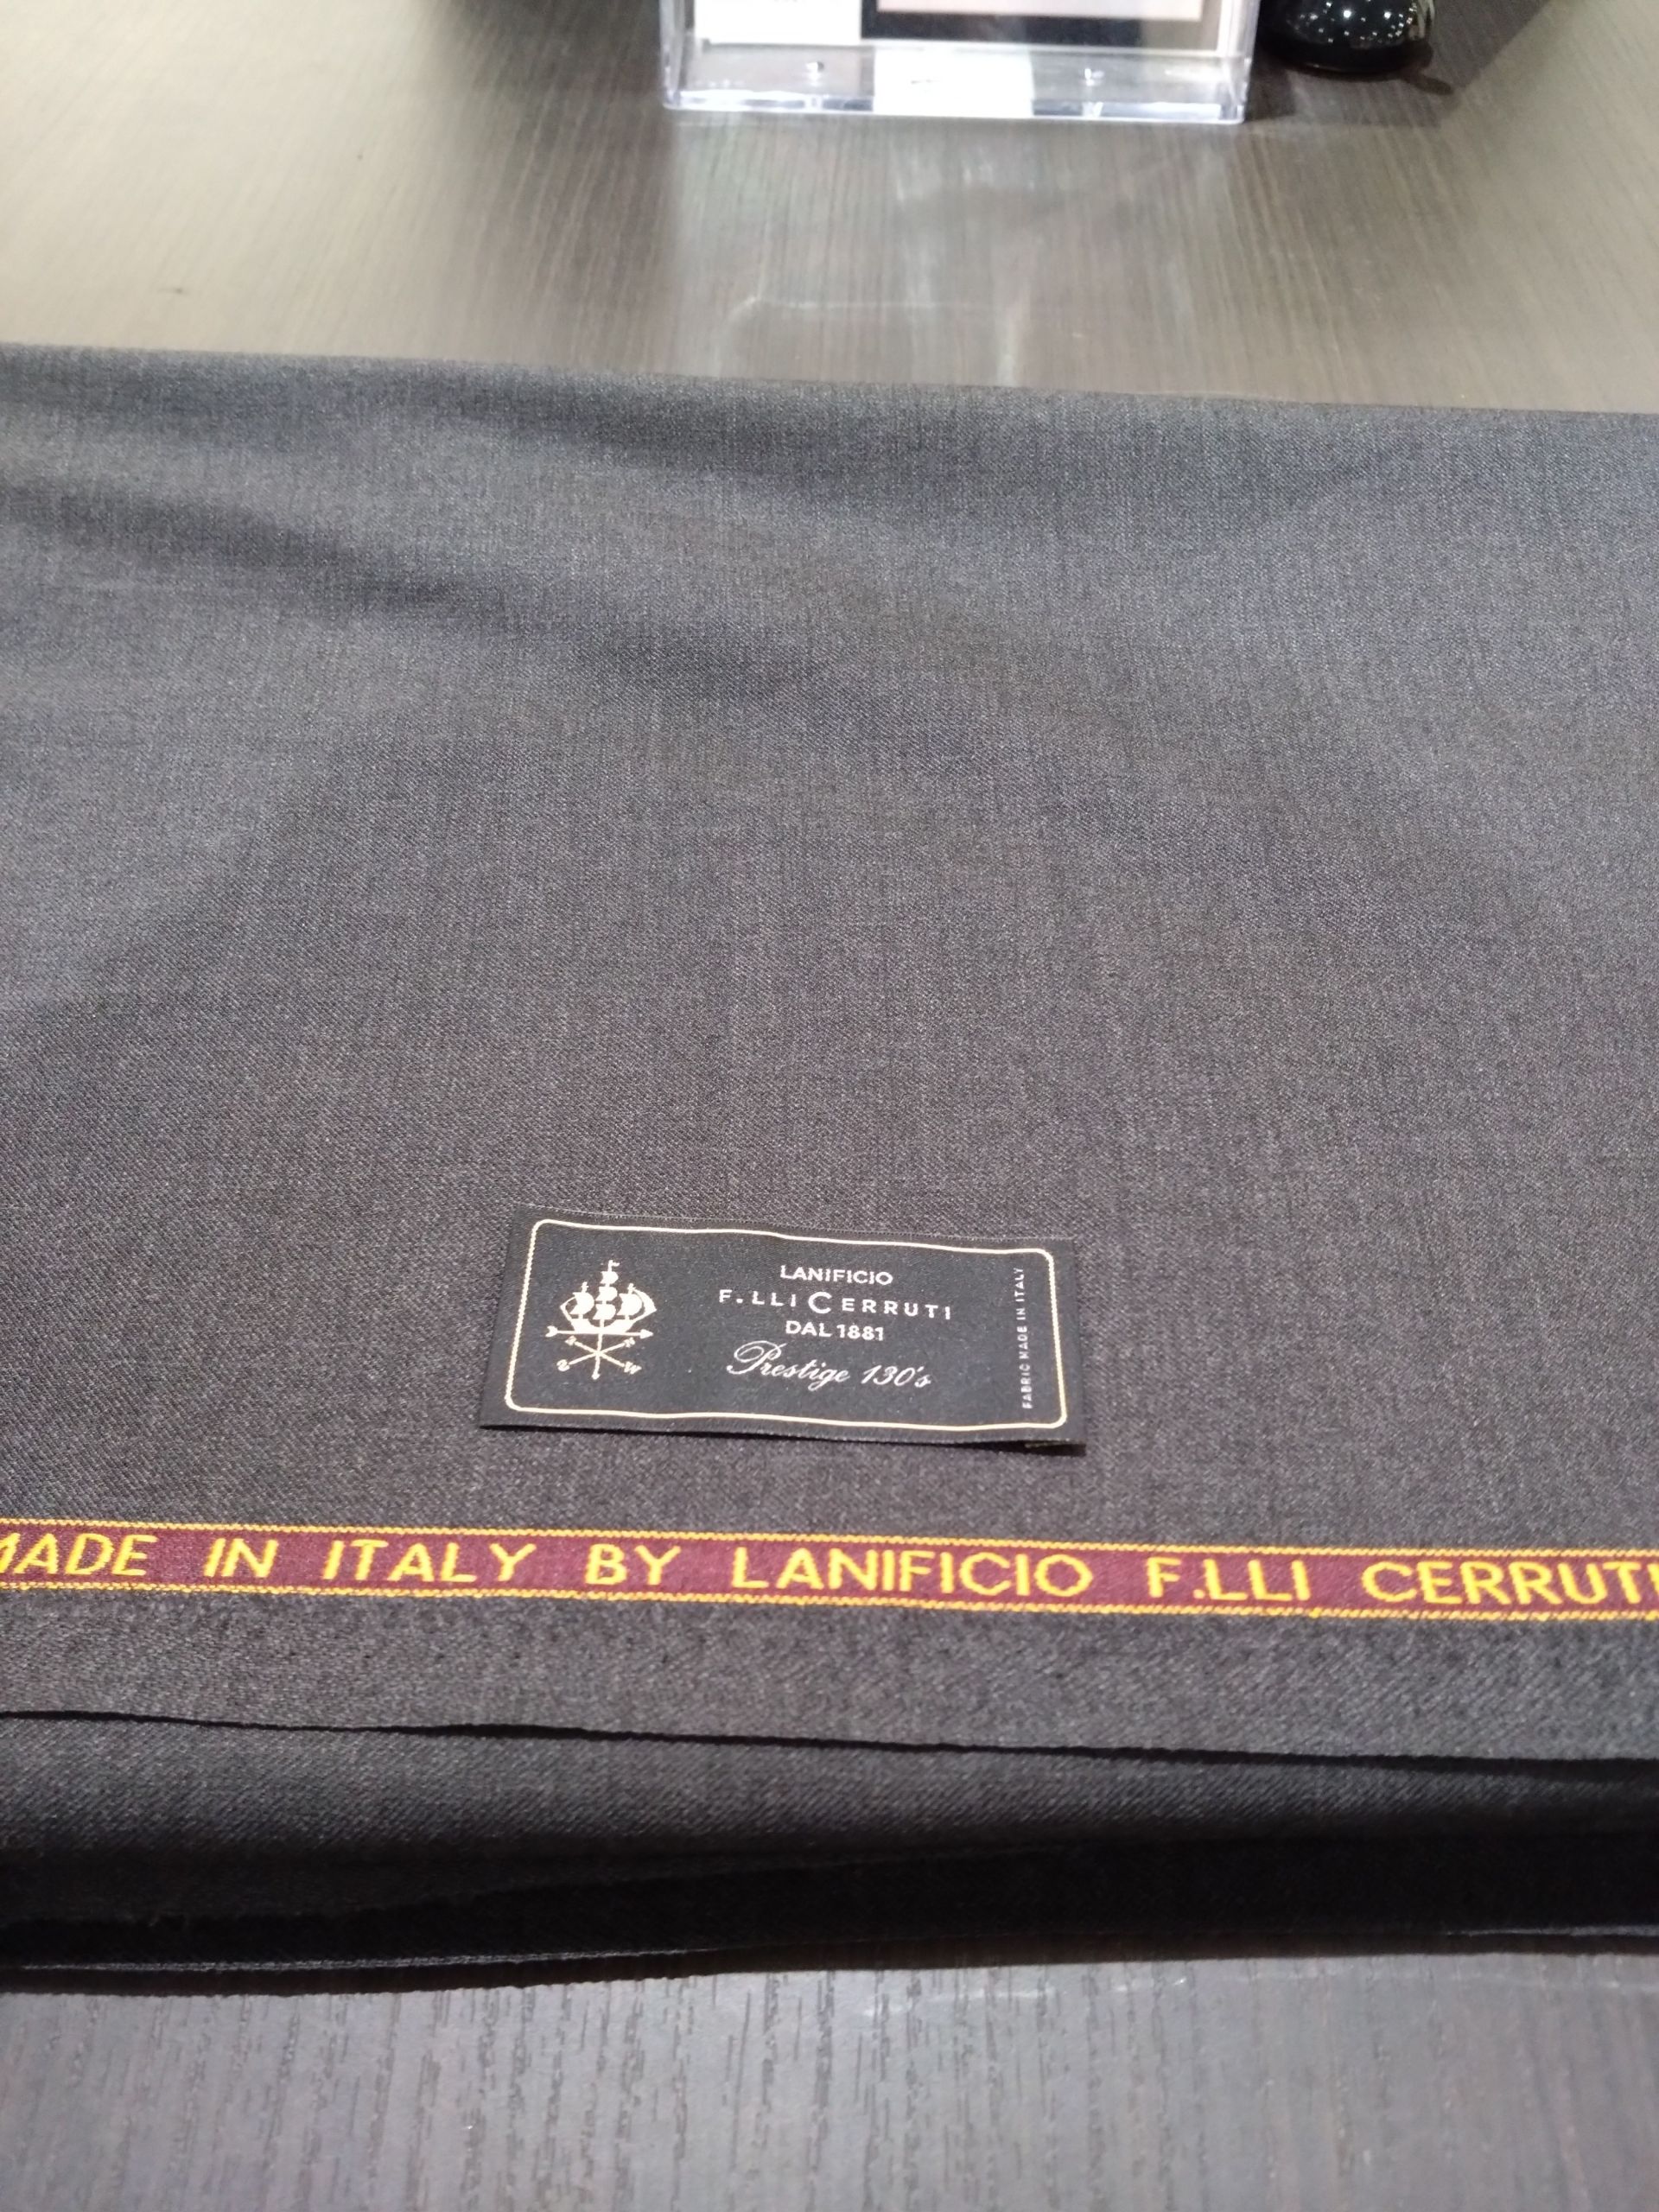 LANIFICIO
F.LLI CERRUTI
DAL 1881
Prestige 130's
FABRIC MADE IN ITALY
MADE IN ITALY BY LANIFICIO F.LLI CERRUTI